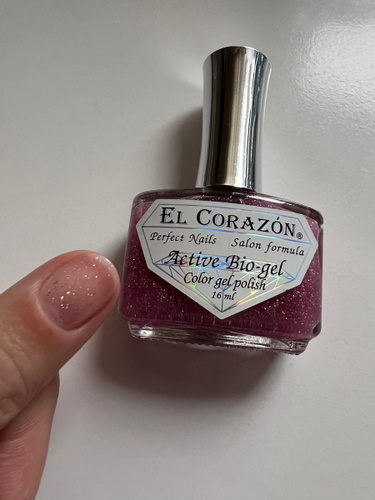 EL CORAZÓN®
Perfect Nails Salon formula
Active Bio-gel
Color gel polish
16 ml